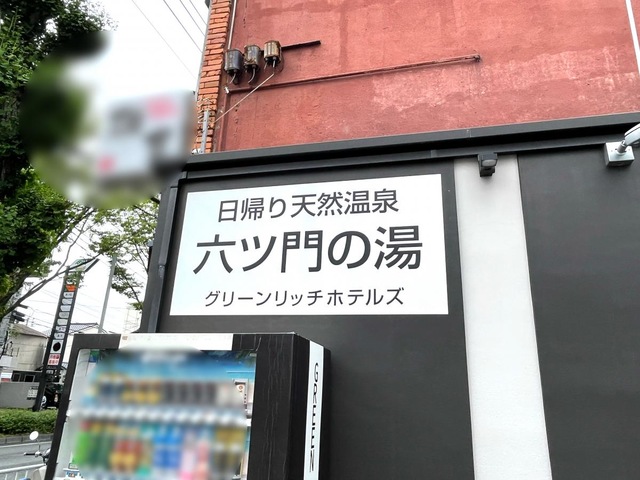 日帰り天然温泉
六ツ門の湯
グリーンリッチホテルズ